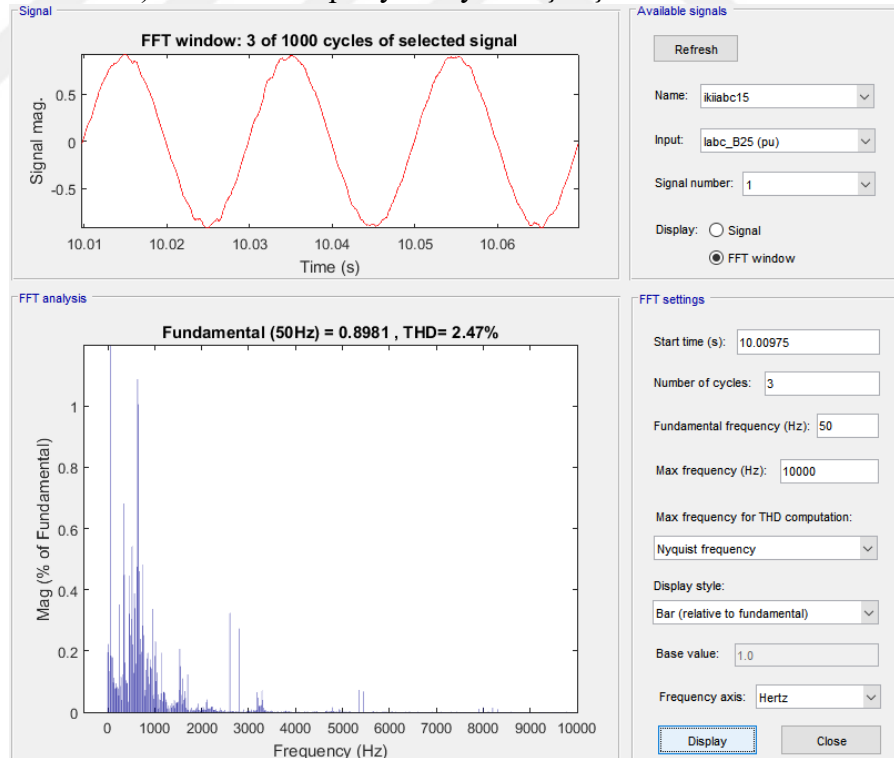 Signal
FFT window: 3 of 1000 cycles of selected signal
0.5
0
-0.5
Signal mag.
10.01 10.02 10.03 10.04 10.05 10.06
Time (s)
Available signals
Refresh
Name: ikiiabc15
Input: Iabc_B25 (pu)
Signal number: 1
Display: Signal
FFT window
FFT analysis
Fundamental (50Hz) = 0.8981 , THD= 2.47%
1
0.8
0.6
0.4
0.2
0
Mag (% of Fundamental)
0 1000 2000 3000 4000 5000 6000 7000 8000 9000 10000
Frequency (Hz)
FFT settings
Start time (s): 10.00975
Number of cycles: 3
Fundamental frequency (Hz): 50
Max frequency (Hz): 10000
Max frequency for THD computation:
Nyquist frequency
Display style:
Bar (relative to fundamental)
Base value: 1.0
Frequency axis: Hertz
Display Close